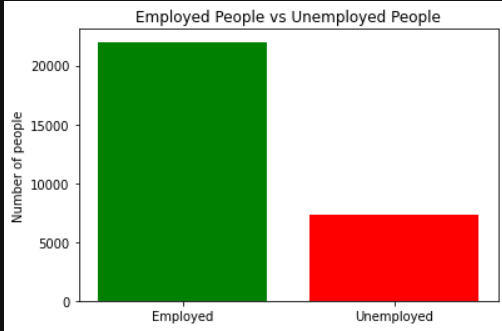 Employed People vs Unemployed People
Number of people
20000
15000
10000
5000
0
Employed
Unemployed